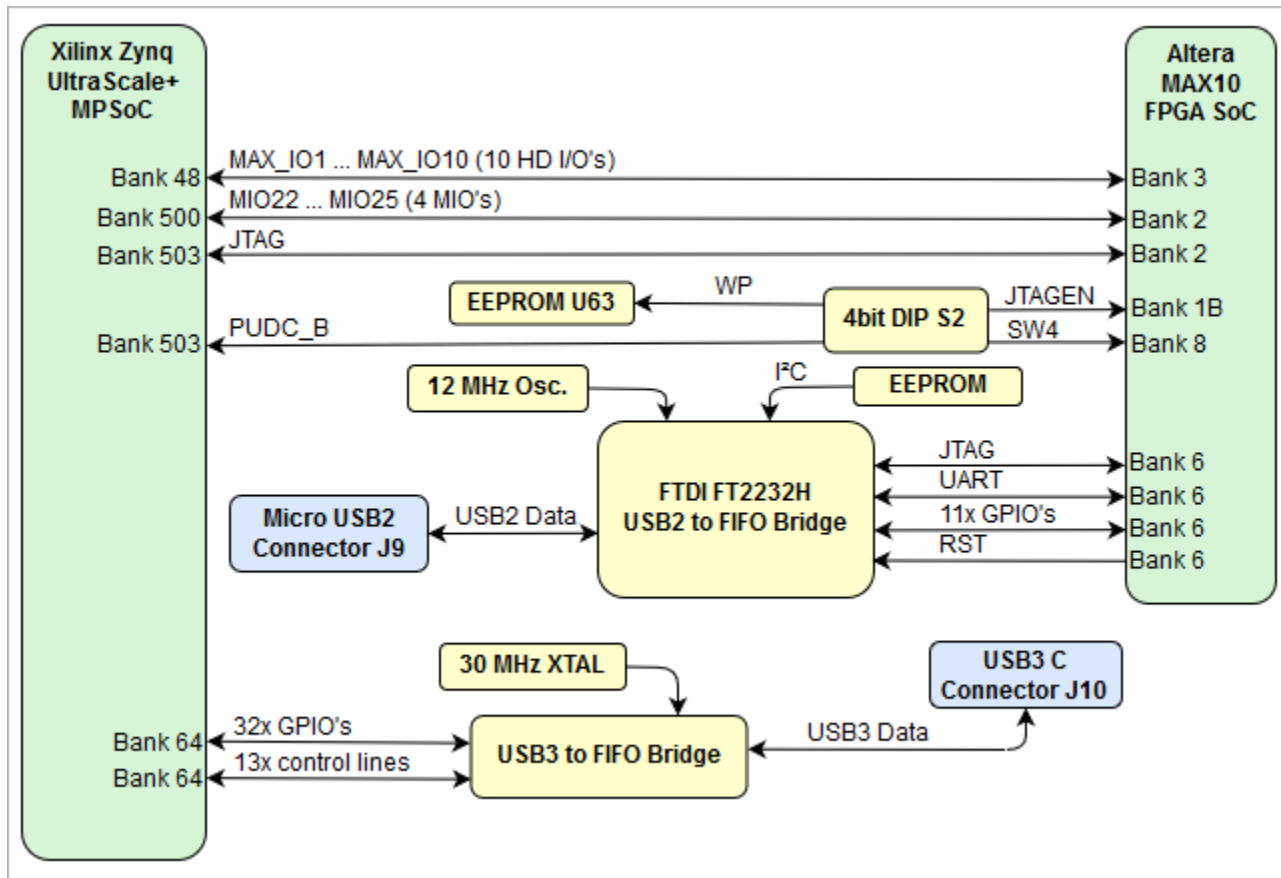 Xilinx Zynq
UltraScale+
MPSoC
Altera
MAX10
FPGA SoC
MAX_IO1 ... MAX_IO10 (10 HD I/O's)
Bank 48
Bank 3
MIO22 ... MIO25 (4 MIO's)
Bank 500
Bank 2
JTAG
Bank 503
Bank 2
WP
JTAGEN
EEPROM U63
4bit DIP S2
Bank 1B
PUDC_B
SW4
Bank 503
Bank 8
I²C
12 MHz Osc.
EEPROM
JTAG
Bank 6
UART
Bank 6
FTDI FT2232H
USB2 to FIFO Bridge
Micro USB2
Connector J9
USB2 Data
11x GPIO's
Bank 6
RST
Bank 6
30 MHz XTAL
USB3 C
Connector J10
32x GPIO's
Bank 64
USB3 to FIFO Bridge
USB3 Data
13x control lines
Bank 64